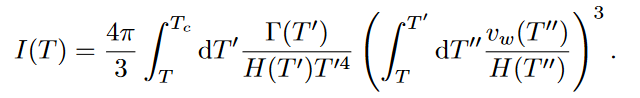 I(T) = \frac{4\pi}{3} \int_{T}^{T_c} dT' \frac{\Gamma(T')}{H(T')T'^4} \left( \int_{T}^{T'} dT'' \frac{v_w(T'')}{H(T'')} \right)^3 .